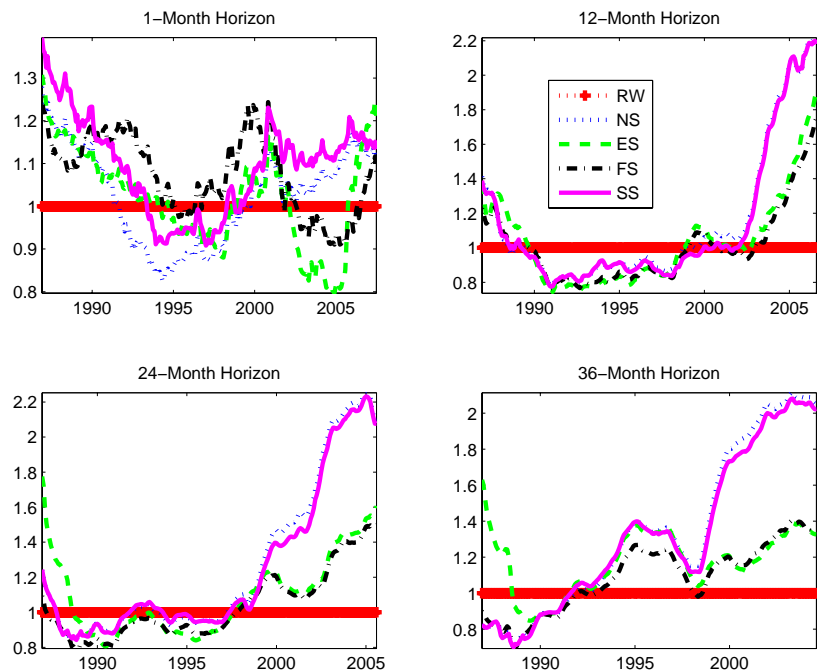 1−Month Horizon
1.3
1.2
1.1
1
0.9
0.8
1990 1995 2000 2005
12−Month Horizon
2.2
2
1.8
1.6
1.4
1.2
1
0.8
1990 1995 2000 2005
RW
NS
ES
FS
SS
24−Month Horizon
2.2
2
1.8
1.6
1.4
1.2
1
0.8
1990 1995 2000 2005
36−Month Horizon
2
1.8
1.6
1.4
1.2
1
0.8
1990 1995 2000